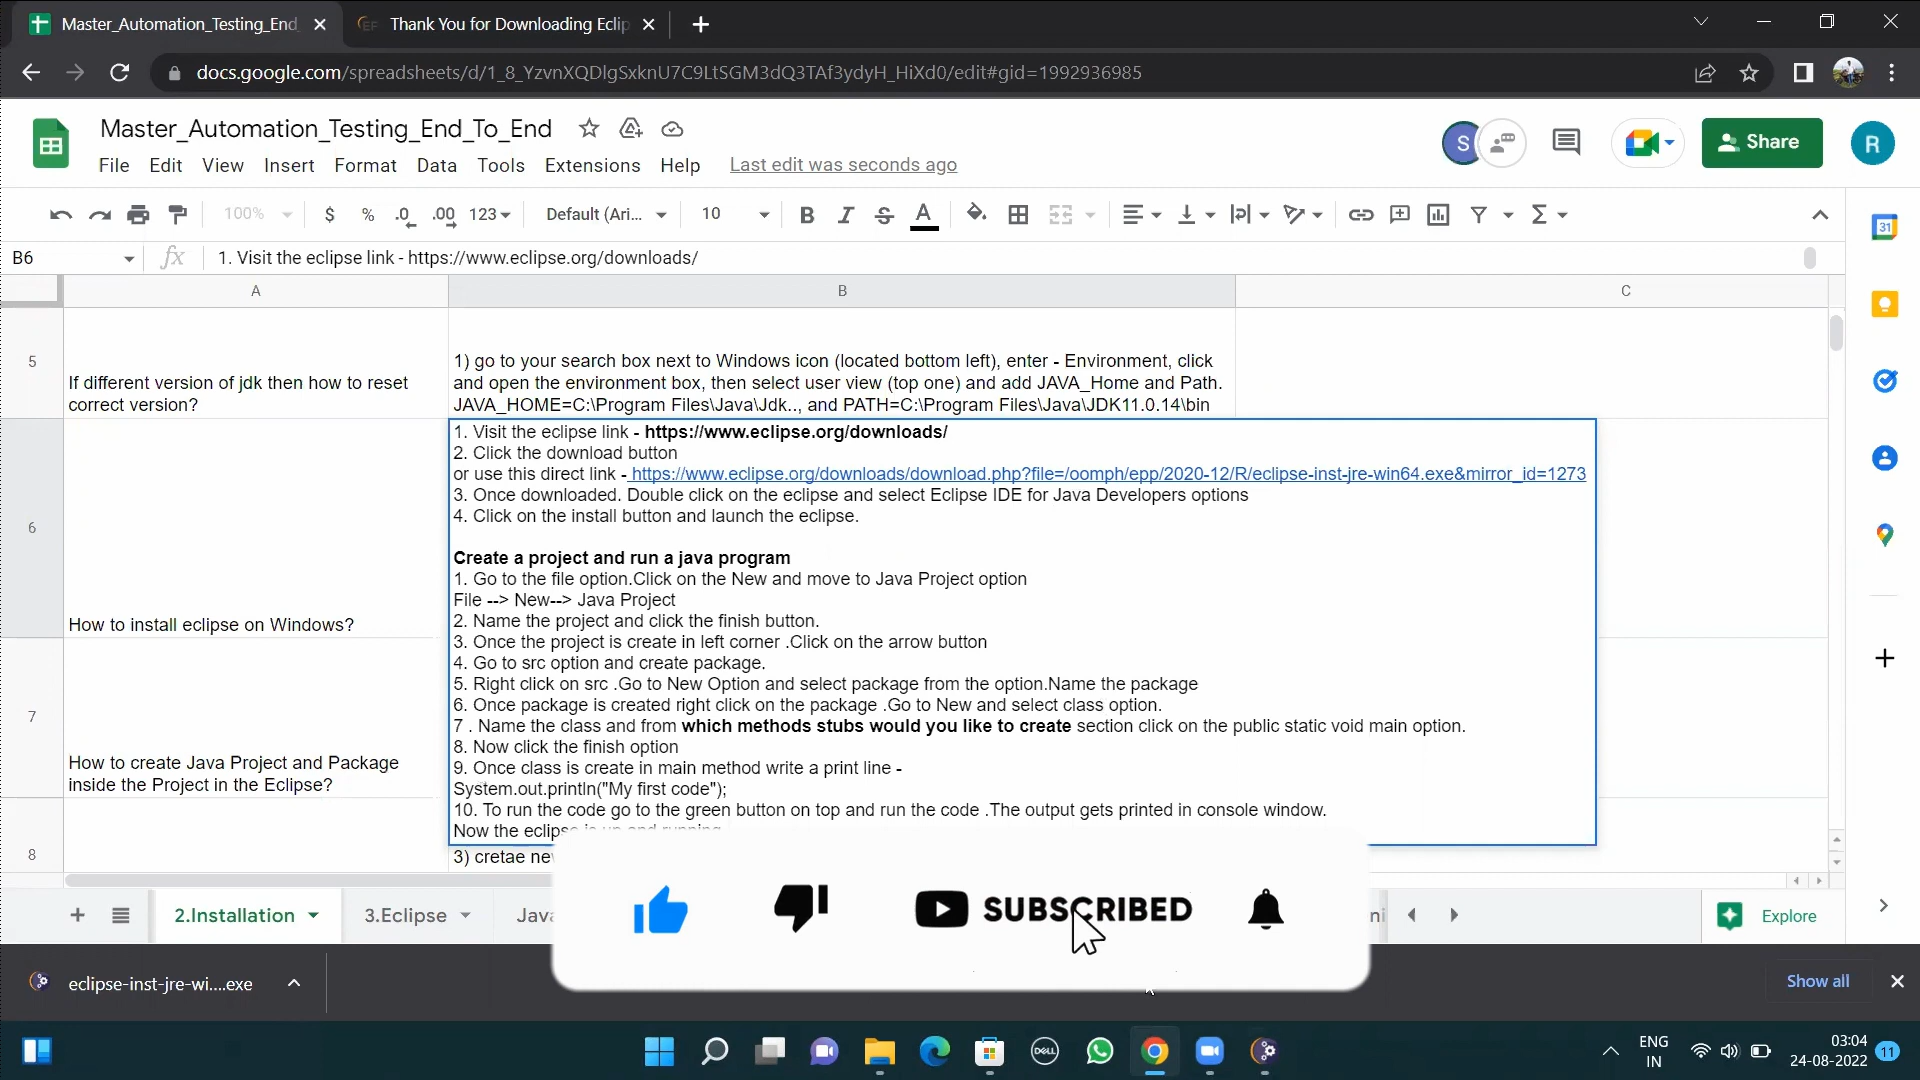 Master_Automation_Testing_End
Thank You for Downloading Eclip
docs.google.com/spreadsheets/d/1_8_YzvnXQDlgSxknU7C9LtSGM3dQ3TAf3ydyH_HiXd0/edit#gid=1992936985
Master_Automation_Testing_End_To_End
File Edit View Insert Format Data Tools Extensions Help Last edit was seconds ago
S
Share
R
100% $ % .0 .00 123 Default (Ari... 10 B I S A
31
B6 fx 1. Visit the eclipse link - https://www.eclipse.org/downloads/
A B C
5
If different version of jdk then how to reset
correct version?
1) go to your search box next to Windows icon (located bottom left), enter - Environment, click
and open the environment box, then select user view (top one) and add JAVA_Home and Path.
JAVA_HOME=C:\Program Files\Java\Jdk.., and PATH=C:\Program Files\Java\JDK11.0.14\bin
6
How to install eclipse on Windows?
1. Visit the eclipse link - https://www.eclipse.org/downloads/
2. Click the download button
or use this direct link - https://www.eclipse.org/downloads/download.php?file=/oomph/epp/2020-12/R/eclipse-inst-jre-win64.exe&mirror_id=1273
3. Once downloaded. Double click on the eclipse and select Eclipse IDE for Java Developers options
4. Click on the install button and launch the eclipse.
Create a project and run a java program
1. Go to the file option.Click on the New and move to Java Project option
File --> New--> Java Project
2. Name the project and click the finish button.
3. Once the project is create in left corner .Click on the arrow button
4. Go to src option and create package.
5. Right click on src .Go to New Option and select package from the option.Name the package
6. Once package is created right click on the package .Go to New and select class option.
7 . Name the class and from which methods stubs would you like to create section click on the public static void main option.
8. Now click the finish option
9. Once class is create in main method write a print line -
System.out.println("My first code");
10. To run the code go to the green button on top and run the code .The output gets printed in console window.
Now the eclipse is up and running
7
How to create Java Project and Package
inside the Project in the Eclipse?
8
3) cretae nev
2.Installation 3.Eclipse Java
Explore
SUBSCRIBED
eclipse-inst-jre-wi....exe
Show all
DELL
ENG
IN
03:04
24-08-2022
11